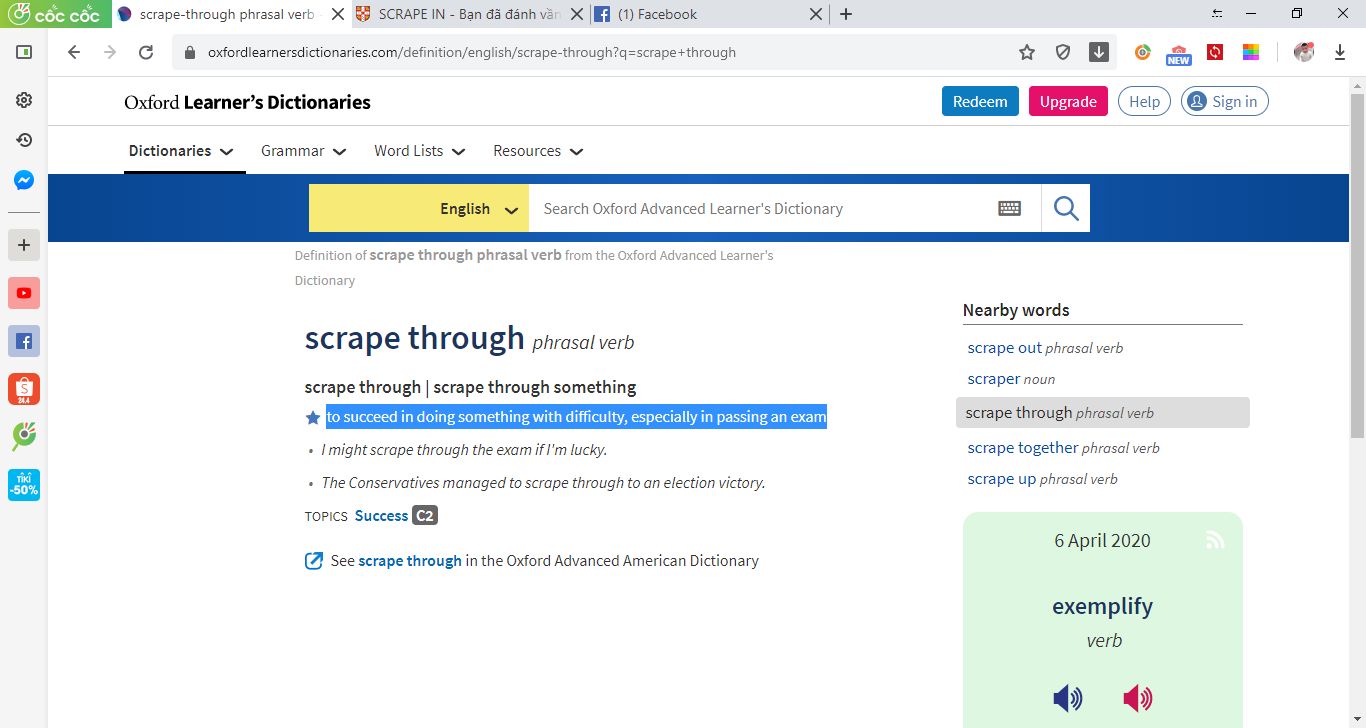 cốc cốc
scrape-through phrasal verb -
SCRAPE IN - Bạn đã đánh vần
(1) Facebook
oxfordlearnersdictionaries.com/definition/english/scrape-through?q=scrape+through
NEW
Oxford Learner's Dictionaries
Redeem
Upgrade
Help
Sign in
Dictionaries
Grammar
Word Lists
Resources
English
Search Oxford Advanced Learner's Dictionary
Definition of scrape through phrasal verb from the Oxford Advanced Learner's
Dictionary
scrape through phrasal verb
scrape through | scrape through something
to succeed in doing something with difficulty, especially in passing an exam
• I might scrape through the exam if I'm lucky.
• The Conservatives managed to scrape through to an election victory.
TOPICS Success C2
See scrape through in the Oxford Advanced American Dictionary
Nearby words
scrape out phrasal verb
scraper noun
scrape through phrasal verb
scrape together phrasal verb
scrape up phrasal verb
6 April 2020
exemplify
verb
S
24.4
TIKI
-50%